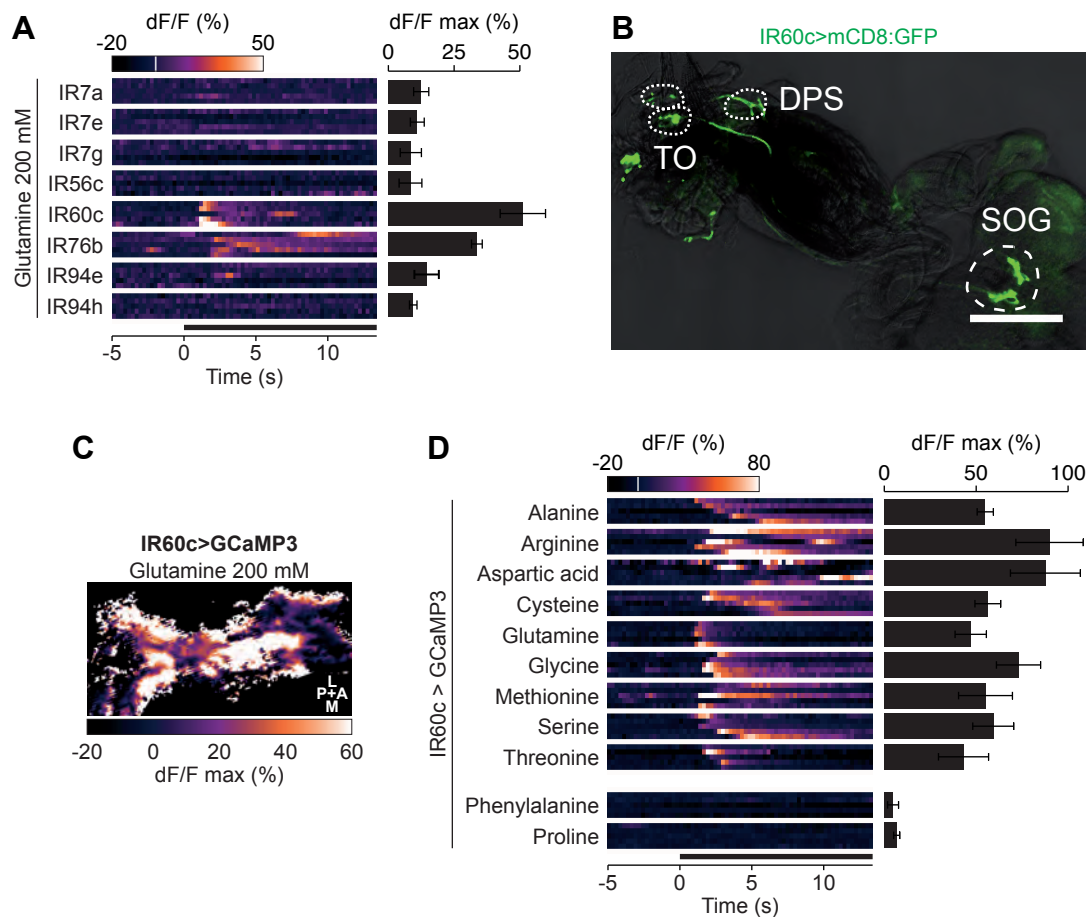 A
dF/F (%)
-20 50
dF/F max (%)
0 25 50
Glutamine 200 mM
IR7a
IR7e
IR7g
IR56c
IR60c
IR76b
IR94e
IR94h
-5 0 5 10
Time (s)
B
IR60c>mCD8:GFP
DPS
TO
SOG
C
IR60c>GCaMP3
Glutamine 200 mM
L
P+A
M
-20 0 20 40 60
dF/F max (%)
D
dF/F (%)
-20 80
dF/F max (%)
0 50 100
IR60c > GCaMP3
Alanine
Arginine
Aspartic acid
Cysteine
Glutamine
Glycine
Methionine
Serine
Threonine
Phenylalanine
Proline
-5 0 5 10
Time (s)